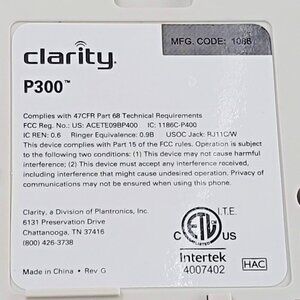 clarity.
MFG. CODE: 1086
P300™
Complies with 47CFR Part 68 Technical Requirements
FCC Reg. No.: US: ACETE09BP400 IC: 1186C-P400
IC REN: 0.6 Ringer Equivalence: 0.9B USOC Jack: RJ11C/W
This device complies with Part 15 of the FCC rules. Operation is subject
to the following two conditions: (1) This device may not cause harmful
interference; (2) This device must accept any interference received,
including interference that might cause undesired operation. Privacy of
communications may not be ensured when using this phone.
Clarity, a Division of Plantronics, Inc.
6131 Preservation Drive
Chattanooga, TN 37416
(800) 426-3738
Made in China • Rev G
I.T.E.
C ETL US
LISTED
Intertek
4007402
HAC